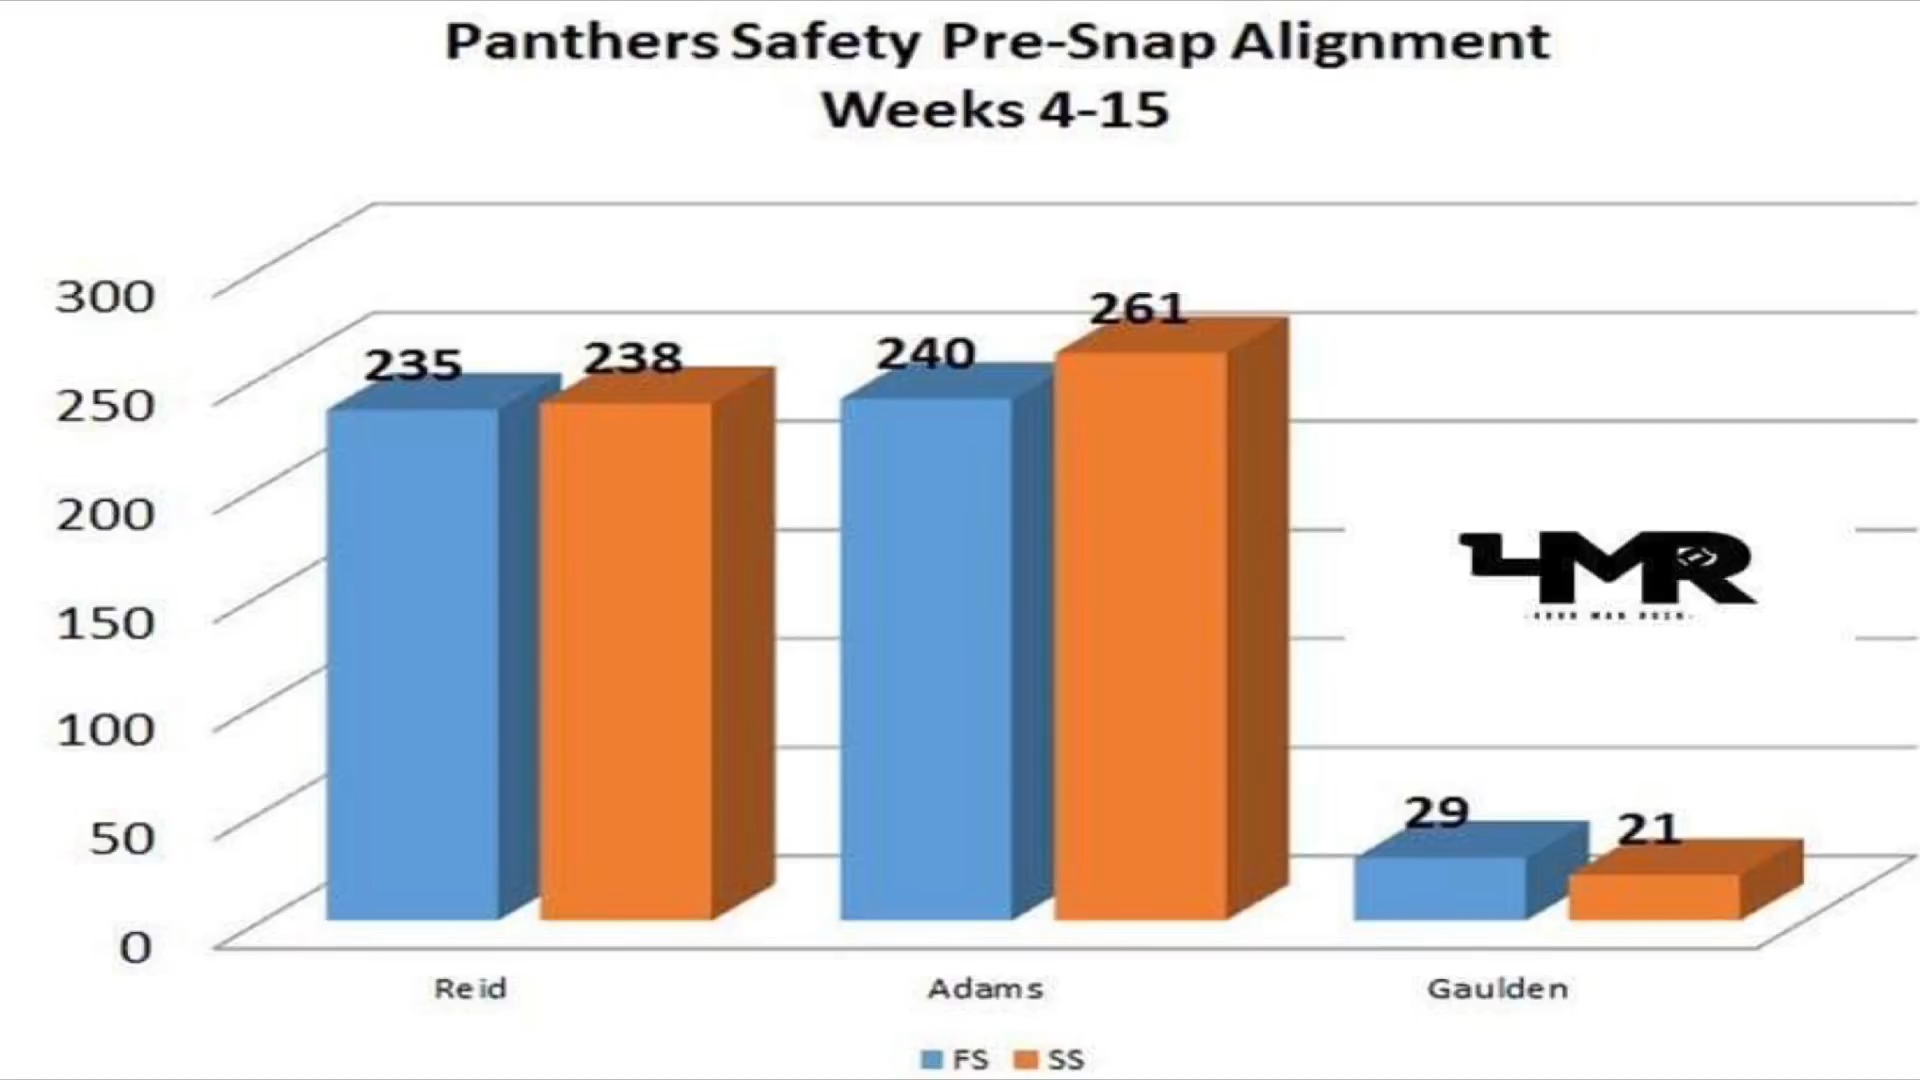 Panthers Safety Pre-Snap Alignment
Weeks 4-15
300
250
200
150
100
50
0
235
238
240
261
29
21
4MR
Reid
Adams
Gaulden
FS
SS